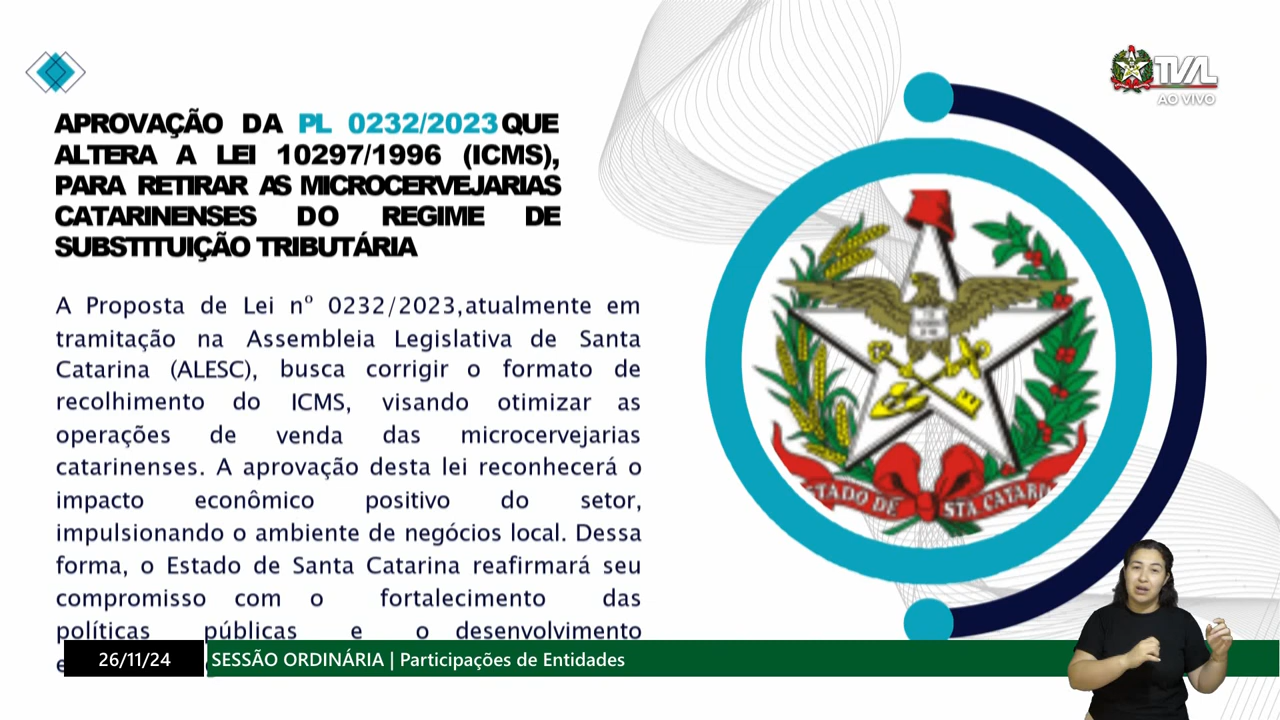 APROVAÇÃO DA PL 0232/2023 QUE
ALTERA A LEI 10297/1996 (ICMS),
PARA RETIRAR AS MICROCERVEJARIAS
CATARINENSES DO REGIME DE
SUBSTITUIÇÃO TRIBUTÁRIA
A Proposta de Lei nº 0232/2023,atualmente em
tramitação na Assembleia Legislativa de Santa
Catarina (ALESC), busca corrigir o formato de
recolhimento do ICMS, visando otimizar as
operações de venda das microcervejarias
catarinenses. A aprovação desta lei reconhecerá o
impacto econômico positivo do setor,
impulsionando o ambiente de negócios local. Dessa
forma, o Estado de Santa Catarina reafirmará seu
compromisso com o fortalecimento das
políticas públicas e o desenvolvimento
TVAL
AO VIVO
TADO DE STA CATARI
26/11/24 SESSÃO ORDINÁRIA | Participações de Entidades